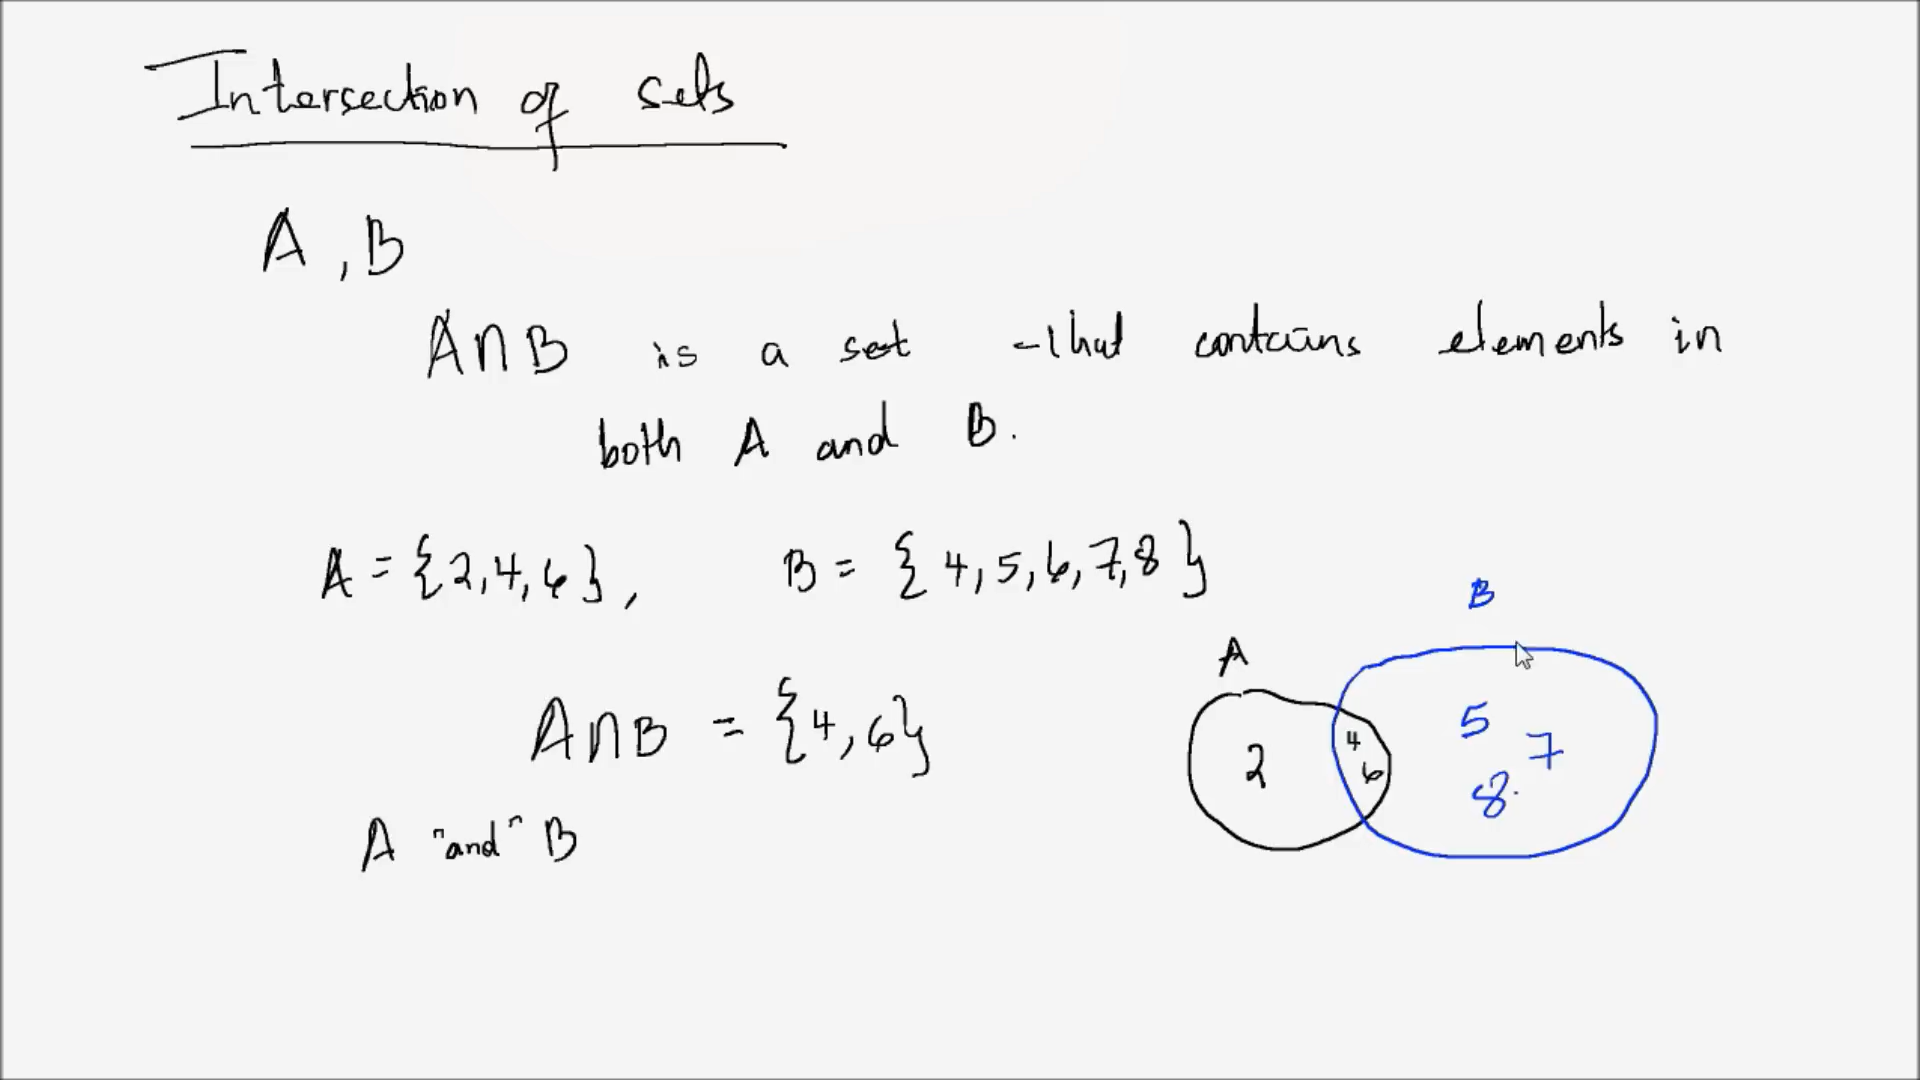 Intersection of sets
A , B
A∩B is a set that contains elements in
both A and B.
A = {2,4,6}, B = {4,5,6,7,8}
B
A
A∩B = {4,6}
2 4 6 5 7 8.
A "and" B